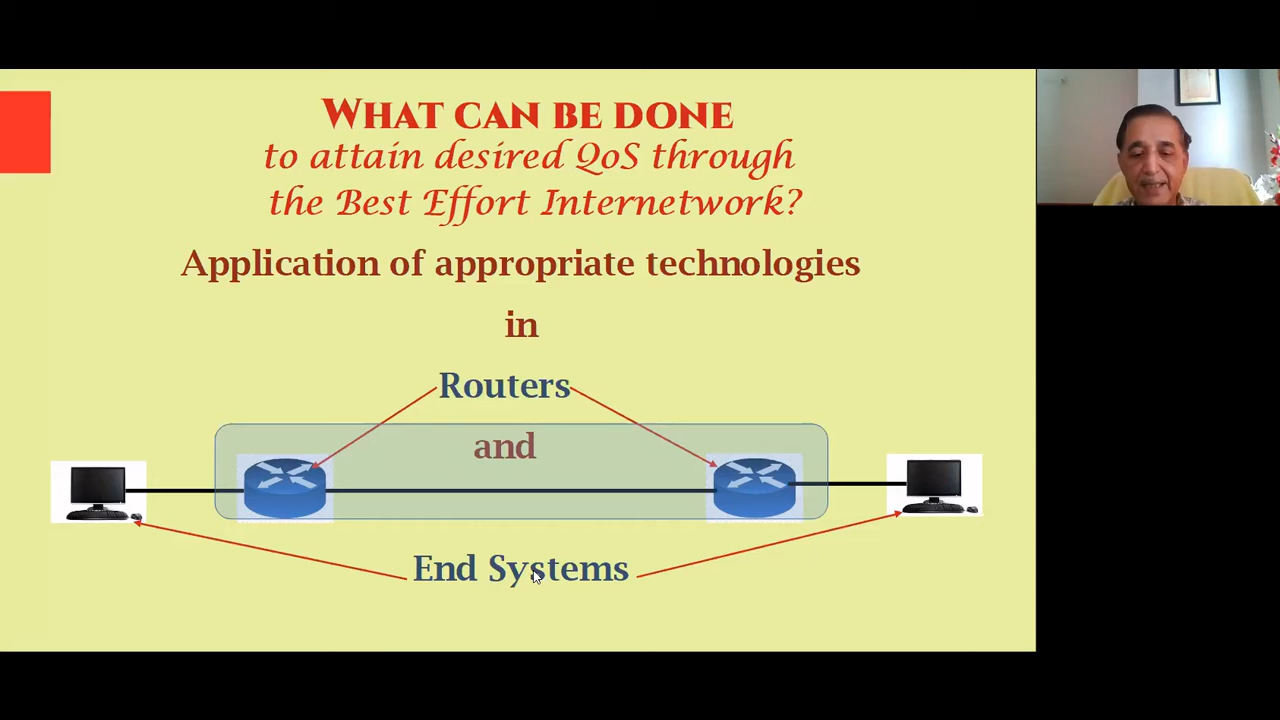 WHAT CAN BE DONE
to attain desired QoS through
the Best Effort Internetwork?
Application of appropriate technologies
in
Routers
and
End Systems